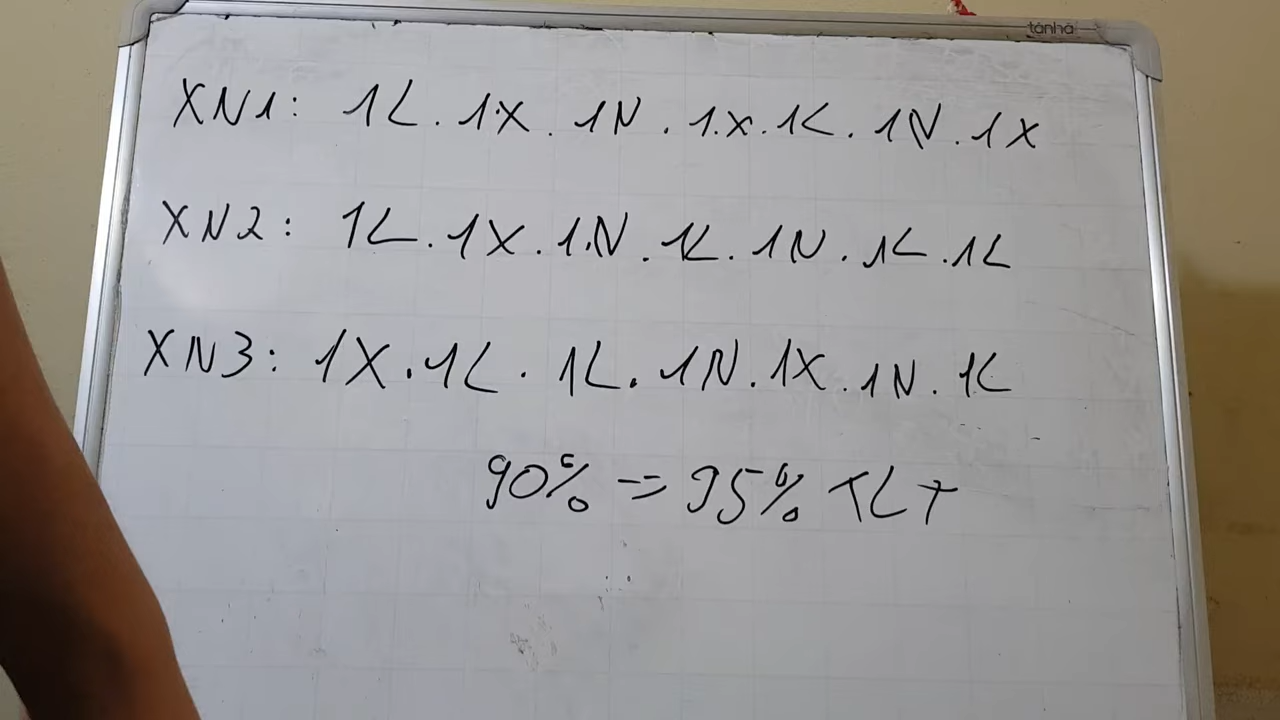 tánhà
XN1: 1L. 1X. 1N. 1.X. 1L. 1N. 1X
XN2: 1L. 1X. 1.N. 1L. 1N. 1L. 1L
XN3: 1X. 1L. 1L. 1N. 1X. 1N. 1L
90% => 95% TLT